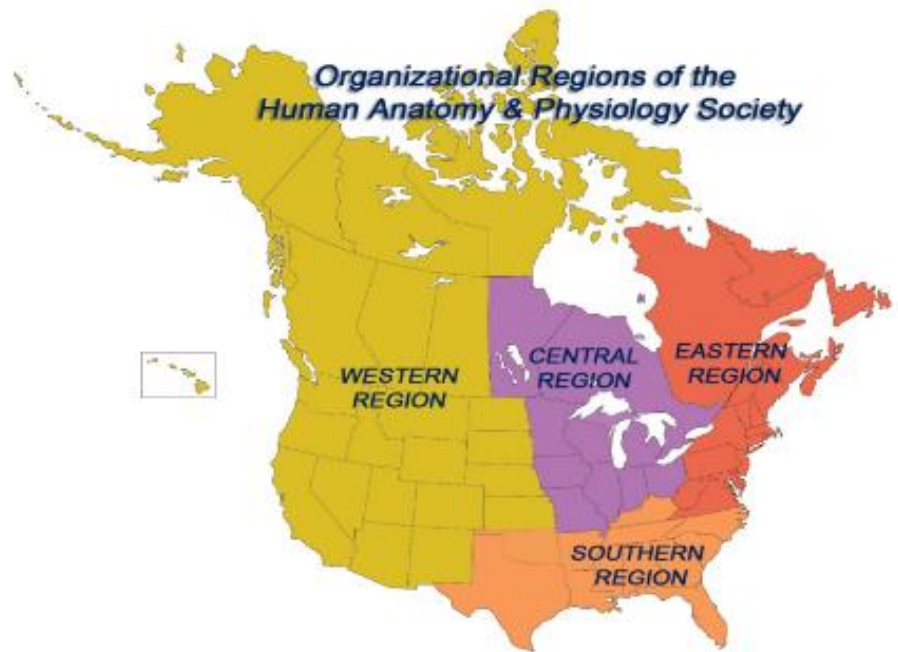 Organizational Regions of the
Human Anatomy & Physiology Society
WESTERN
REGION
CENTRAL
REGION
EASTERN
REGION
SOUTHERN
REGION